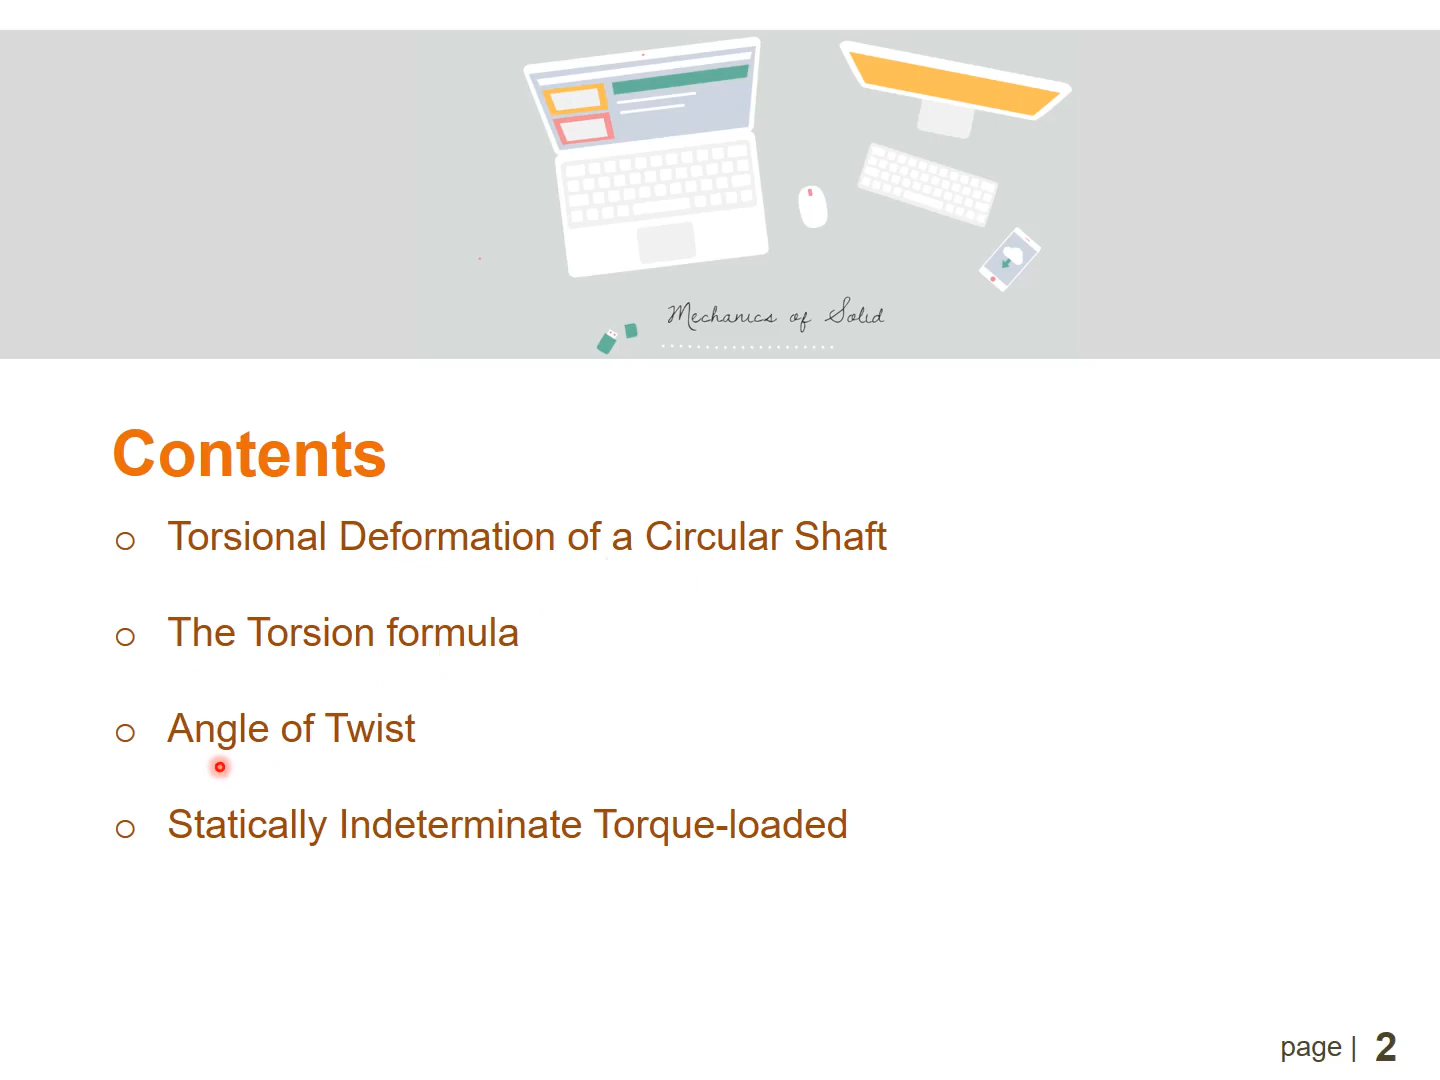 Mechanics of Solid
Contents
Torsional Deformation of a Circular Shaft
The Torsion formula
Angle of Twist
Statically Indeterminate Torque-loaded
page | 2